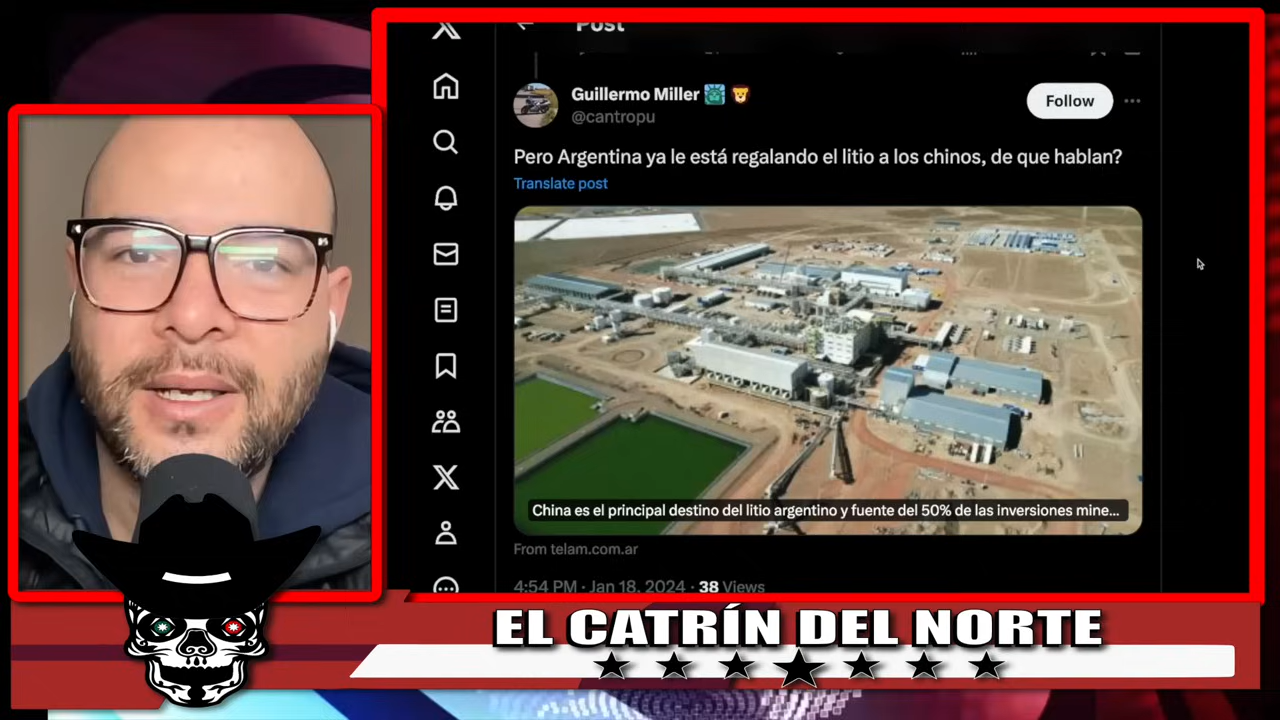 Post
Guillermo Miller
@cantropu
Follow
Pero Argentina ya le está regalando el litio a los chinos, de que hablan?
Translate post
China es el principal destino del litio argentino y fuente del 50% de las inversiones mine...
From telam.com.ar
4:54 PM · Jan 18, 2024 · 38 Views
EL CATRÍN DEL NORTE